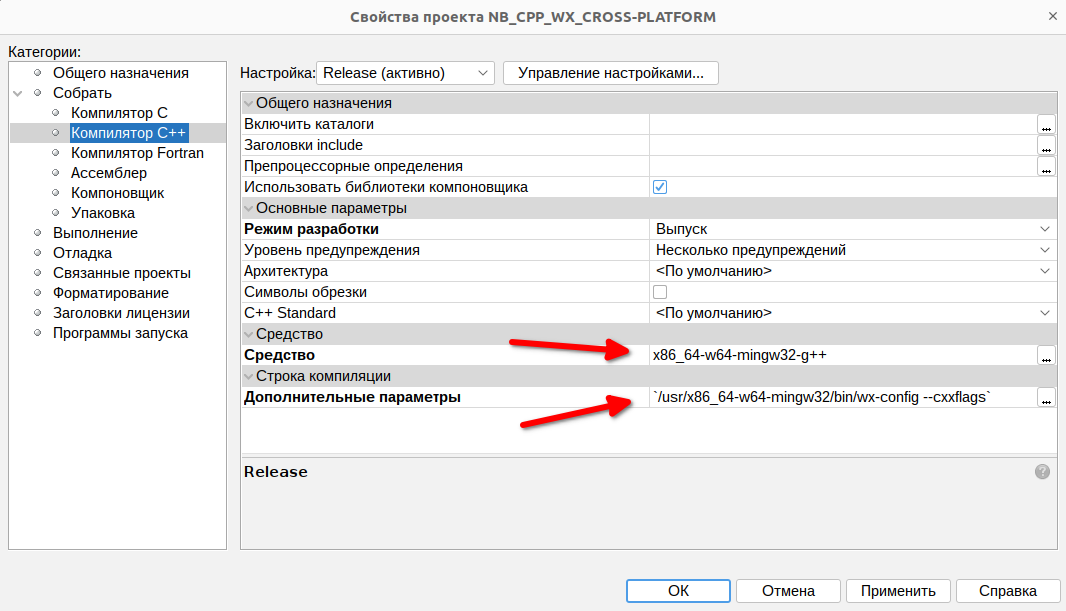 Свойства проекта NB_CPP_WX_CROSS-PLATFORM
Категории:
Общего назначения
Собрать
Компилятор C
Компилятор C++
Компилятор Fortran
Ассемблер
Компоновщик
Упаковка
Выполнение
Отладка
Связанные проекты
Форматирование
Заголовки лицензии
Программы запуска
Настройка: Release (активно) Управление настройками...
Общего назначения
Включить каталоги ...
Заголовки include ...
Препроцессорные определения ...
Использовать библиотеки компоновщика
Основные параметры
Режим разработки Выпуск
Уровень предупреждения Несколько предупреждений
Архитектура <По умолчанию>
Символы обрезки
C++ Standard <По умолчанию>
Средство
Средство x86_64-w64-mingw32-g++ ...
Строка компиляции
Дополнительные параметры `/usr/x86_64-w64-mingw32/bin/wx-config --cxxflags` ...
Release ?
ОК Отмена Применить Справка